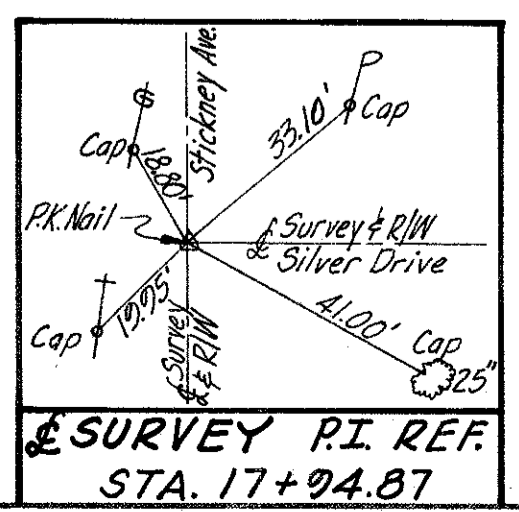 Stickney Ave.
Cap
18.80'
33.10'
Cap
P.K. Nail
℄ Survey & R/W
Silver Drive
Cap
19.95'
℄ Survey
& R/W
41.00'
Cap
25"
℄ SURVEY P.I. REF.
STA. 17+94.87